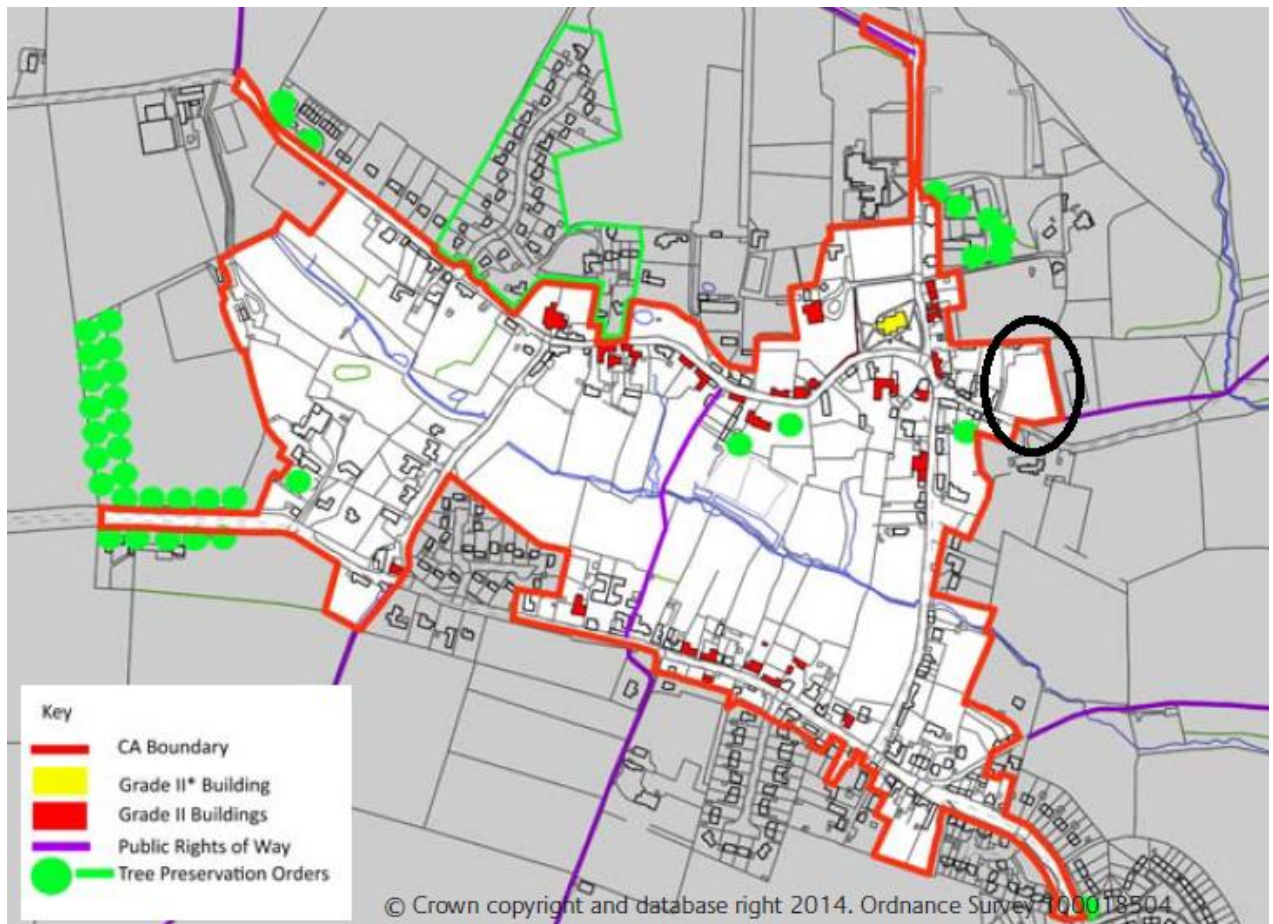 Key
CA Boundary
Grade II* Building
Grade II Buildings
Public Rights of Way
Tree Preservation Orders
© Crown copyright and database right 2014. Ordnance Survey 100018504